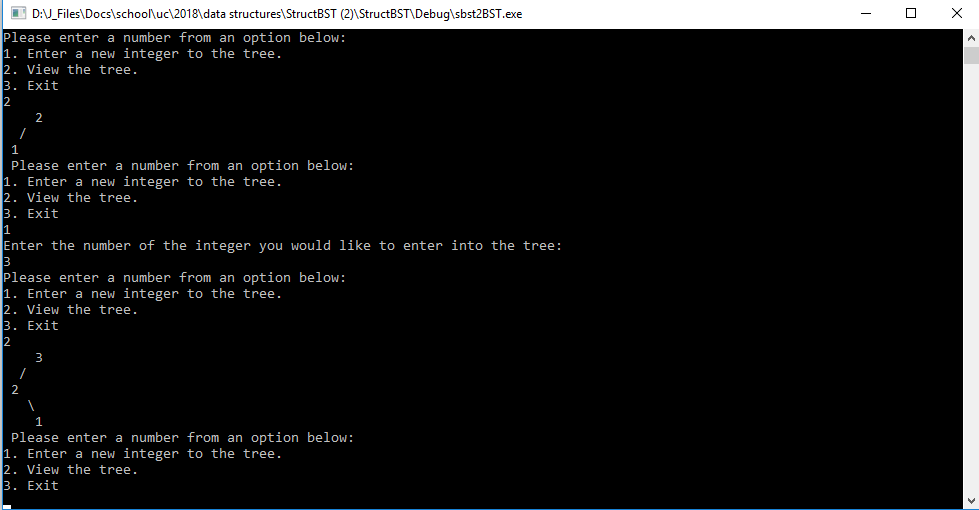 D:\J_Files\Docs\school\uc\2018\data structures\StructBST (2)\StructBST\Debug\sbst2BST.exe
Please enter a number from an option below:
1. Enter a new integer to the tree.
2. View the tree.
3. Exit
2
    2
  /
 1
 Please enter a number from an option below:
1. Enter a new integer to the tree.
2. View the tree.
3. Exit
1
Enter the number of the integer you would like to enter into the tree:
3
Please enter a number from an option below:
1. Enter a new integer to the tree.
2. View the tree.
3. Exit
2
    3
  /
 2
   \
    1
 Please enter a number from an option below:
1. Enter a new integer to the tree.
2. View the tree.
3. Exit